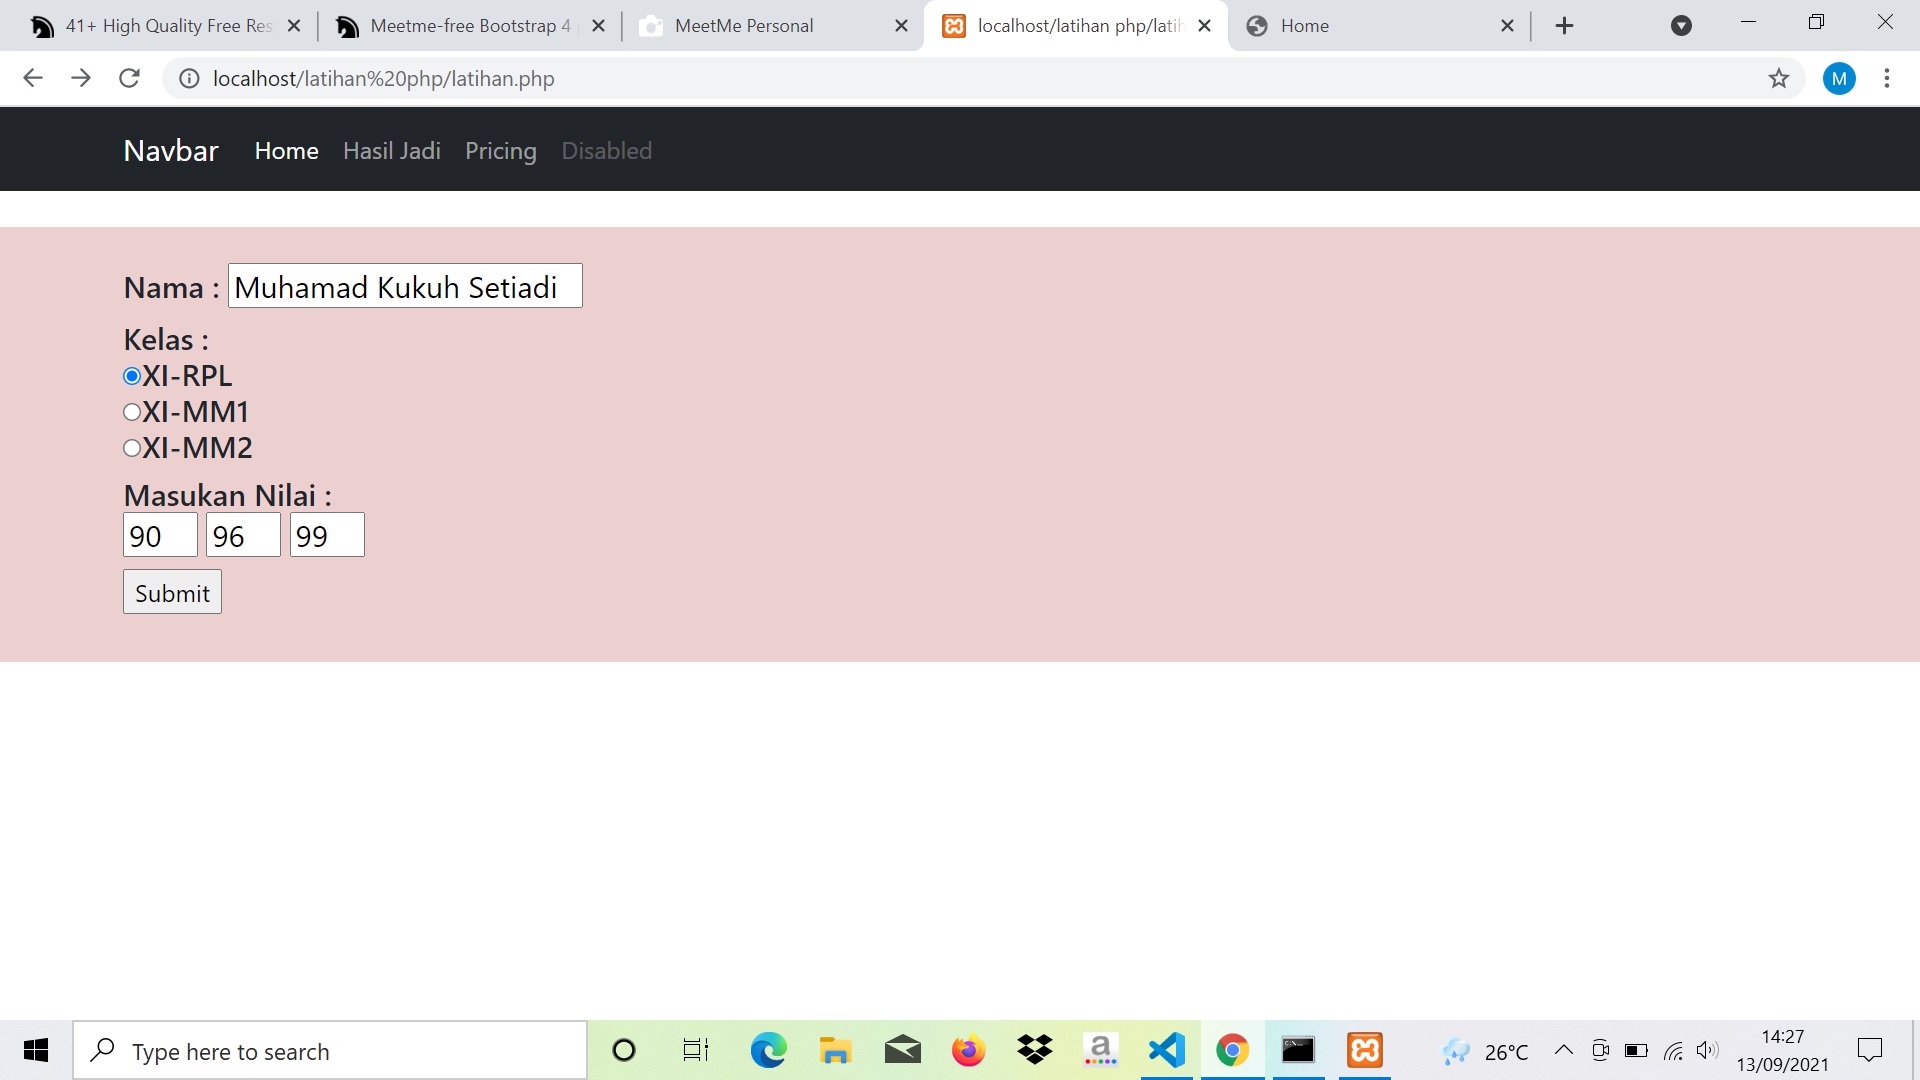 41+ High Quality Free Res
Meetme-free Bootstrap 4
MeetMe Personal
localhost/latihan php/latih
Home
localhost/latihan%20php/latihan.php
M
Navbar Home Hasil Jadi Pricing Disabled
Nama : Muhamad Kukuh Setiadi
Kelas :
XI-RPL
XI-MM1
XI-MM2
Masukan Nilai :
90 96 99
Submit
Type here to search
a
26°C
14:27
13/09/2021